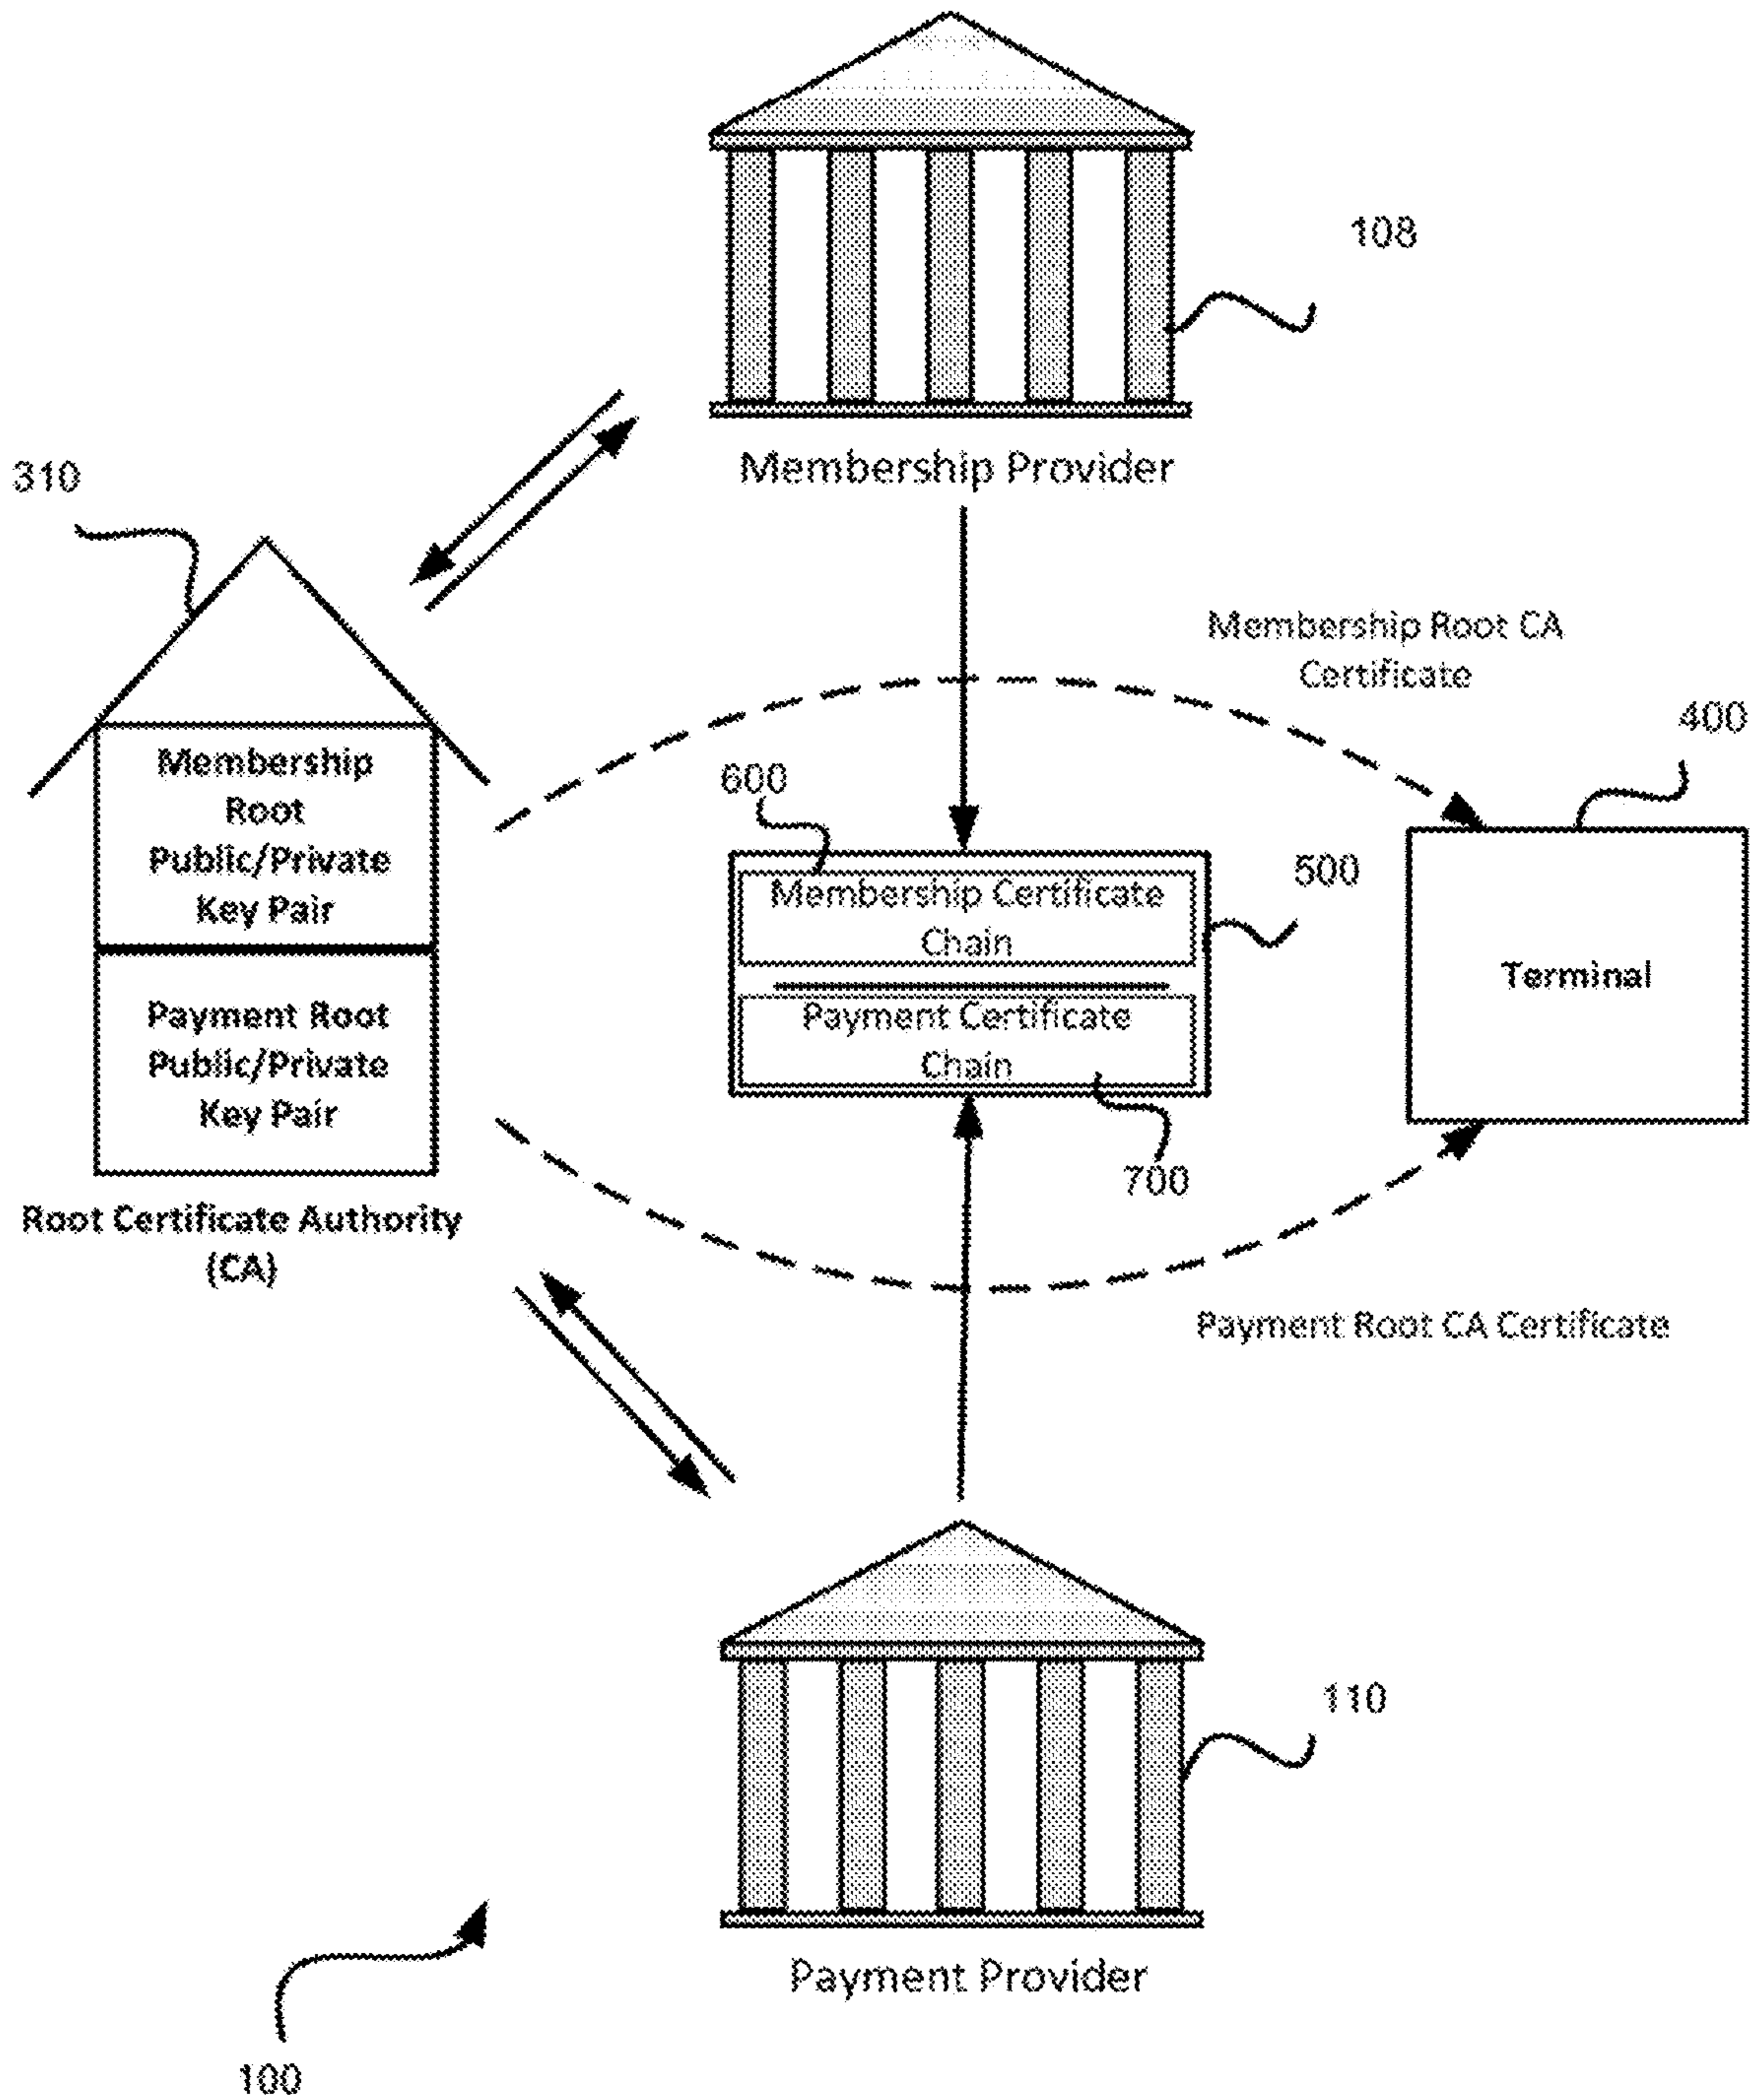 108
Membership Provider
310
Membership Root CA
Certificate
400
600
500
Membership
Root
Public/Private
Key Pair
Membership Certificate
Chain
Terminal
Payment Root
Public/Private
Key Pair
Payment Certificate
Chain
700
Root Certificate Authority
(CA)
Payment Root CA Certificate
110
Payment Provider
100